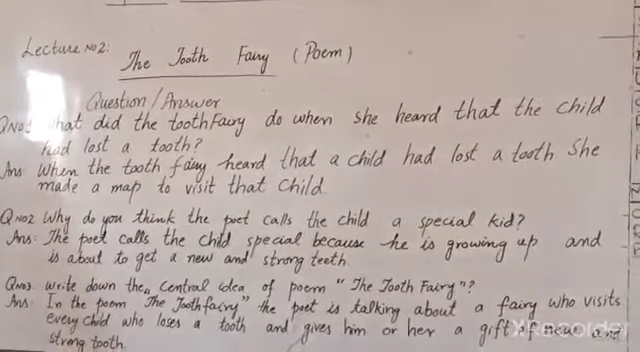 Lecture No2:
The Tooth Fairy (Poem)
Question/Answer
QNo1 What did the toothfairy do when she heard that the child
had lost a tooth?
Ans: When the tooth fairy heard that a child had lost a tooth She
made a map to visit that child.
QNo2 Why do you think the poet calls the child a special kid?
Ans: The poet calls the child special because he is growing up and
is about to get a new and strong teeth.
QNo3. Write down the central idea of poem "The Tooth Fairy"?
Ans: In the poem "The Toothfairy" the poet is talking about a fairy who visits
every child who loses a tooth and gives him or her a gift of new and
strong tooth.
XRecorder